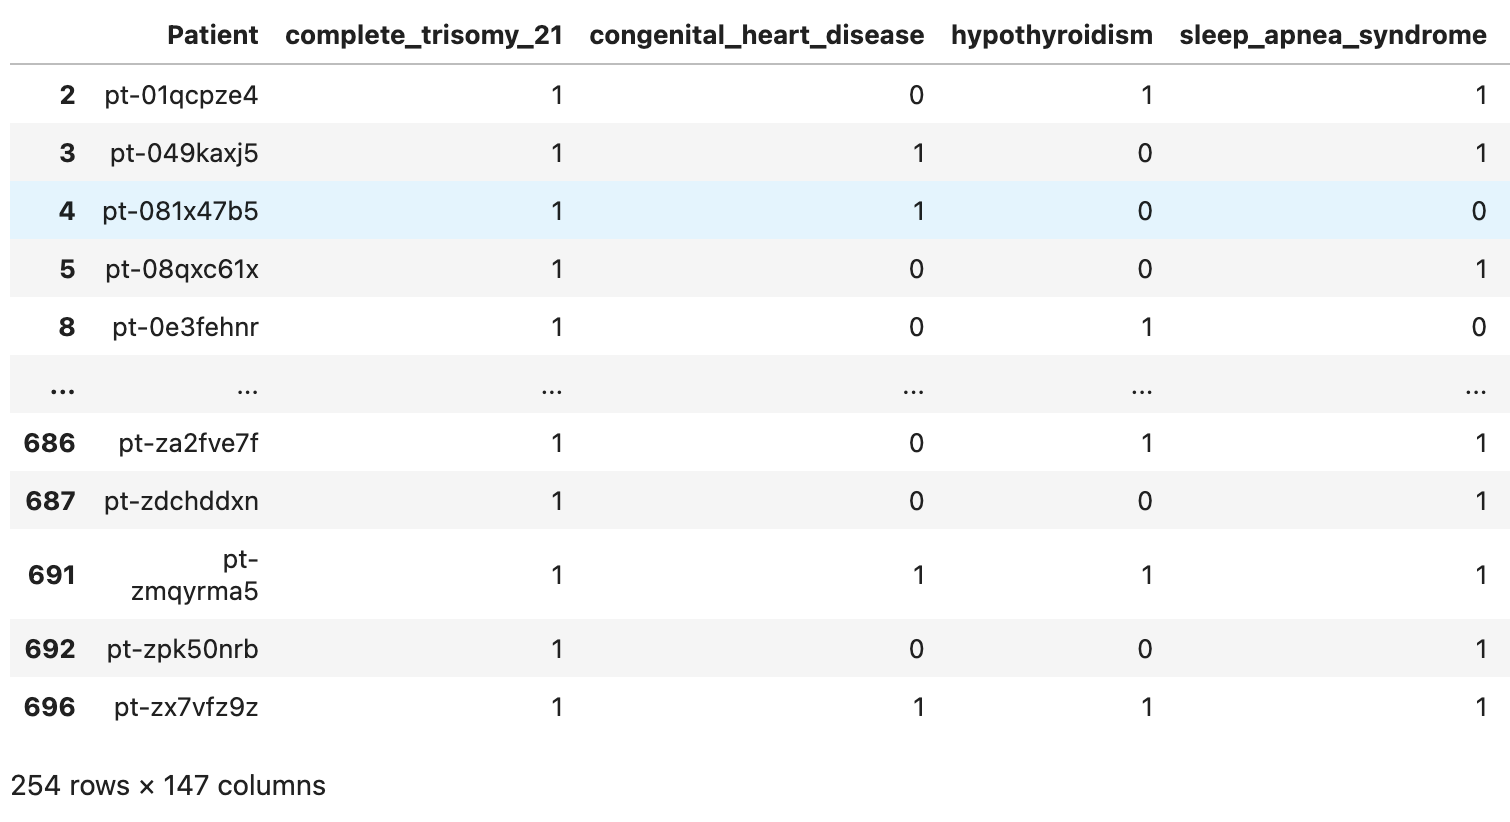 Patient complete_trisomy_21 congenital_heart_disease hypothyroidism sleep_apnea_syndrome
2 pt-01qcpze4 1 0 1 1
3 pt-049kaxj5 1 1 0 1
4 pt-081x47b5 1 1 0 0
5 pt-08qxc61x 1 0 0 1
8 pt-0e3fehnr 1 0 1 0
... ... ... ... ... ...
686 pt-za2fve7f 1 0 1 1
687 pt-zdchddxn 1 0 0 1
691 pt-
zmqyrma5 1 1 1 1
692 pt-zpk50nrb 1 0 0 1
696 pt-zx7vfz9z 1 1 1 1
254 rows × 147 columns